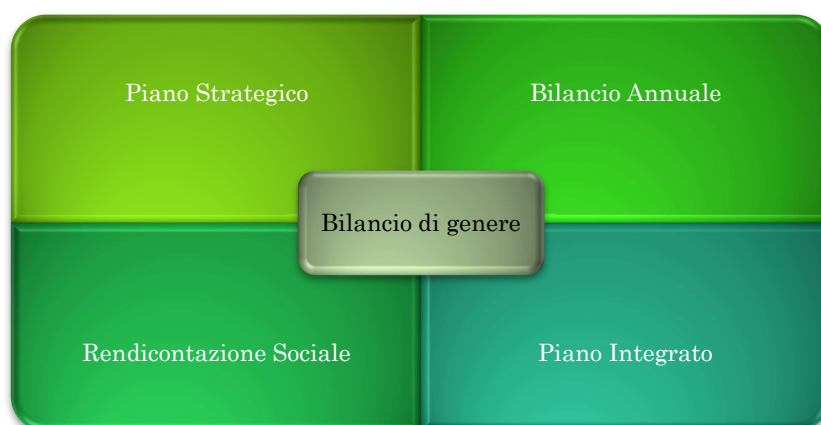 Piano Strategico
Bilancio Annuale
Bilancio di genere
Rendicontazione Sociale
Piano Integrato